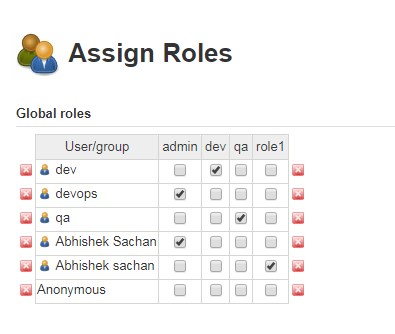 Assign Roles
Global roles
User/group admin dev qa role1
dev
devops
qa
Abhishek Sachan
Abhishek sachan
Anonymous